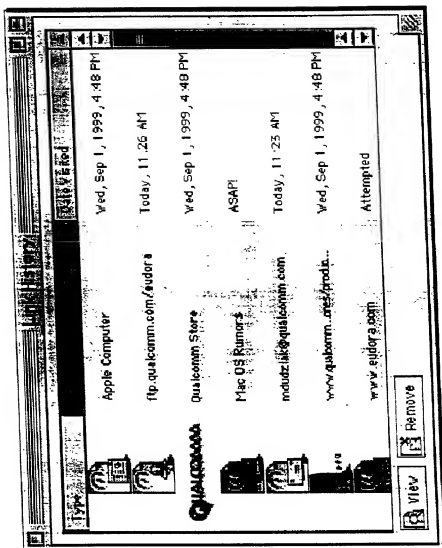 Link History
Type
Date Visited
Apple Computer Wed, Sep 1, 1999, 4:48 PM
ftp.qualcomm.com/eudora Today, 11:26 AM
QUALCOMM Qualcomm Store Wed, Sep 1, 1999, 4:48 PM
Mac OS Rumors ASAP!
mdudziak@qualcomm.com Today, 11:23 AM
www.qualcomm...ores/produc... Wed, Sep 1, 1999, 4:48 PM
www.eudora.com Attempted
View Remove